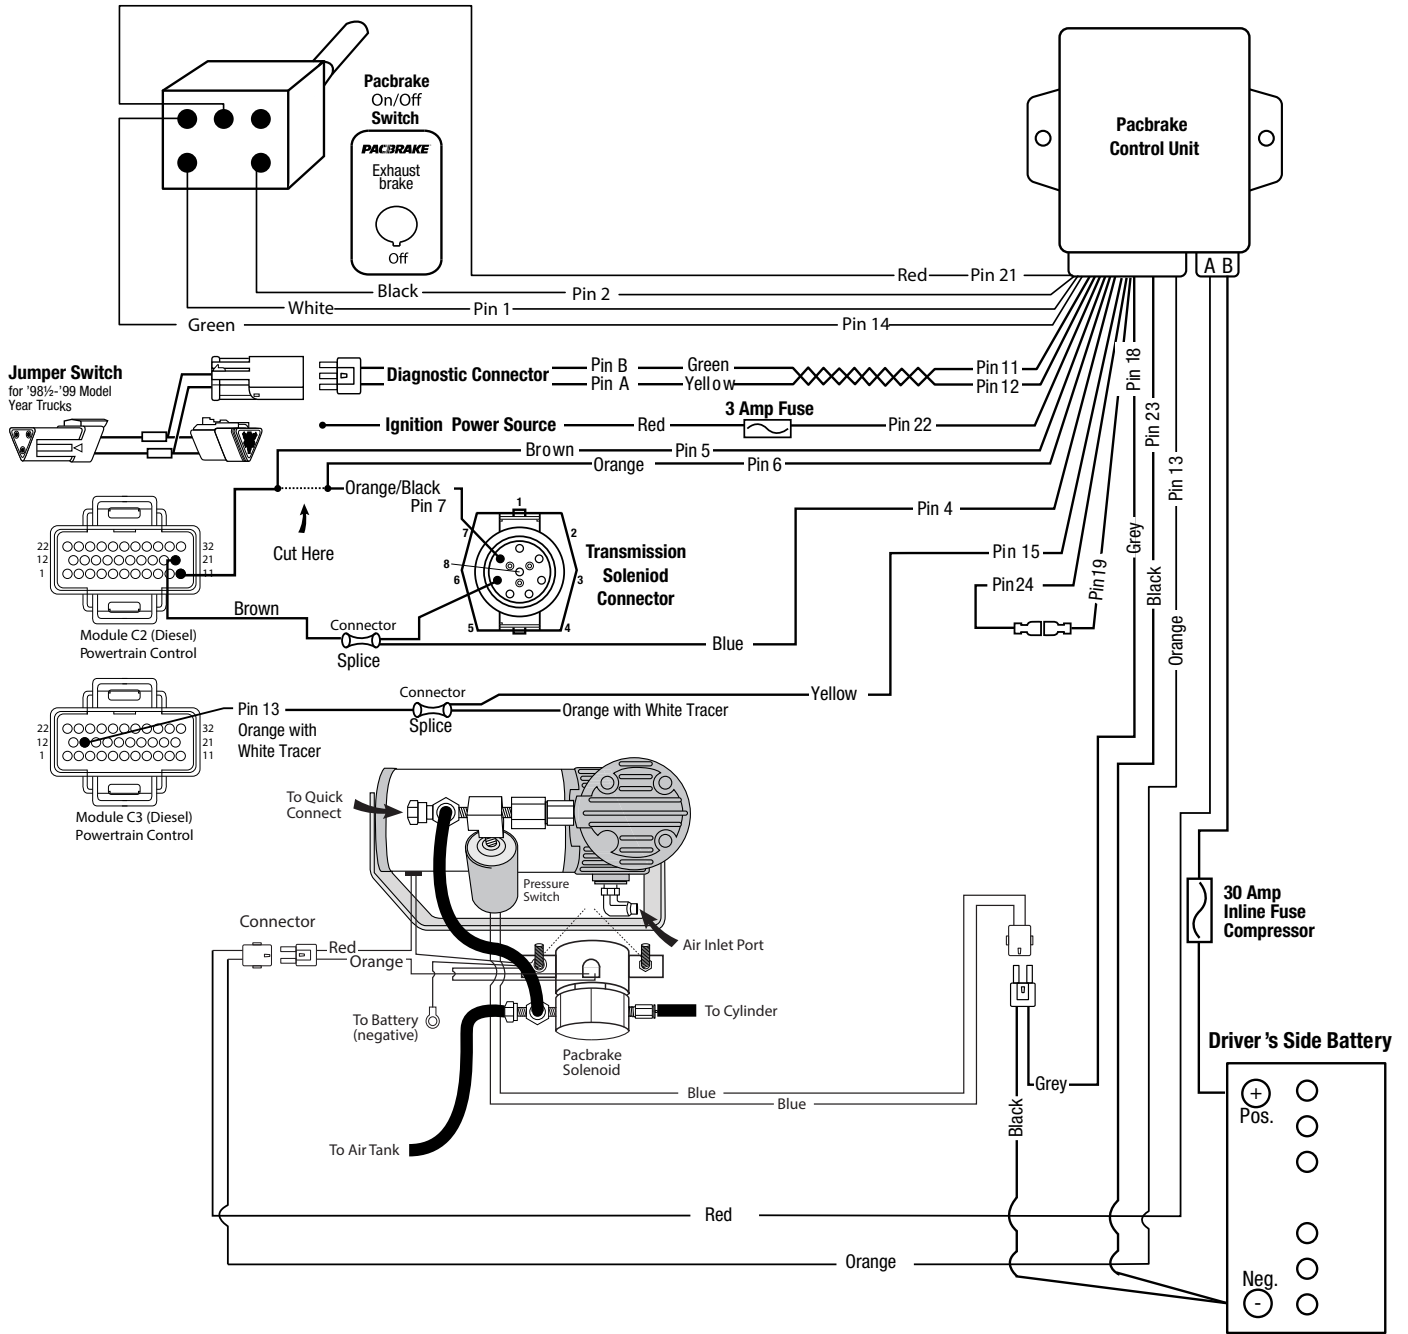 Pacbrake
On/Off
Switch
PACBRAKE
Exhaust
brake
Off
Pacbrake
Control Unit
A B
Red Pin 21
Black Pin 2
White Pin 1
Green Pin 14
Jumper Switch
for '98½-'99 Model
Year Trucks
Diagnostic Connector
Pin B Green Pin 11
Pin A Yellow Pin 12
3 Amp Fuse
Ignition Power Source Red Pin 22
Brown Pin 5
Orange Pin 6
Orange/Black
Pin 7
Cut Here
Pin 4
Pin 15
Pin 24
Pin19
Pin 18
Pin 23
Pin 13
Grey
Black
Orange
1
2
3
4
5
6
7
8
Transmission
Soleniod
Connector
22 32
12 21
1 11
Module C2 (Diesel)
Powertrain Control
Brown
Connector
Splice
Blue
Connector
Splice
Yellow
Orange with White Tracer
Pin 13
Orange with
White Tracer
22 32
12 21
1 11
Module C3 (Diesel)
Powertrain Control
To Quick
Connect
Pressure
Switch
Air Inlet Port
Connector
Red
Orange
To Battery
(negative)
To Cylinder
Pacbrake
Solenoid
To Air Tank
Blue
Blue
Grey
Black
30 Amp
Inline Fuse
Compressor
Driver's Side Battery
+
Pos.
Neg.
-
Red
Orange